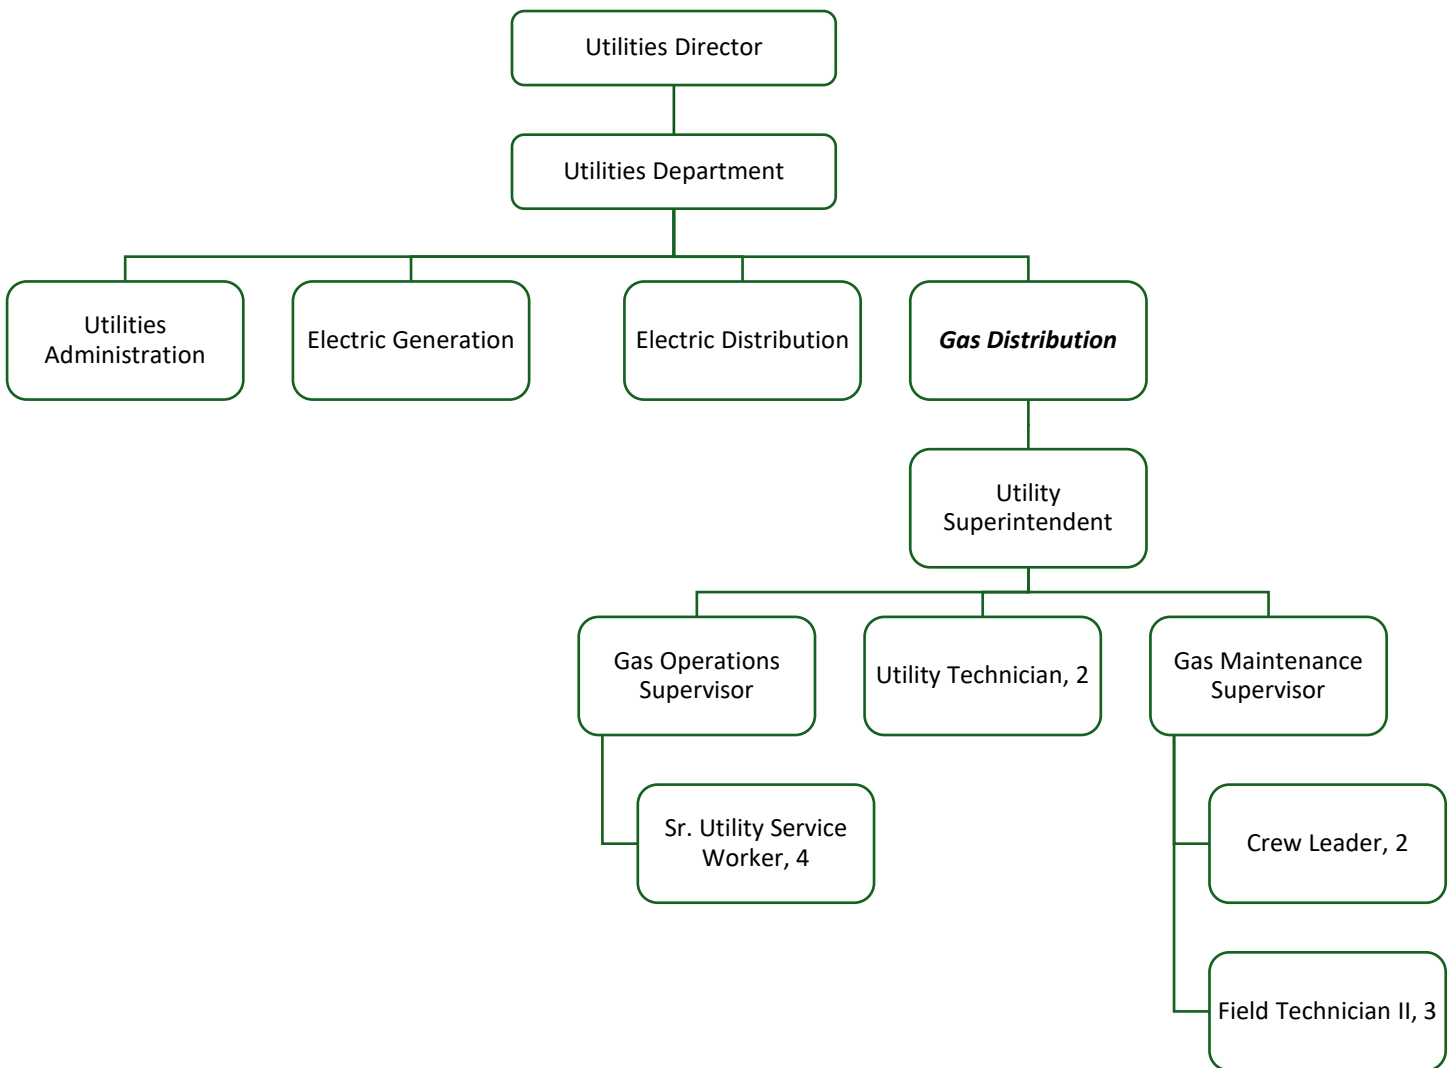 Utilities Director
Utilities Department
Utilities
Administration
Electric Generation
Electric Distribution
Gas Distribution
Utility
Superintendent
Gas Operations
Supervisor
Utility Technician, 2
Gas Maintenance
Supervisor
Sr. Utility Service
Worker, 4
Crew Leader, 2
Field Technician II, 3